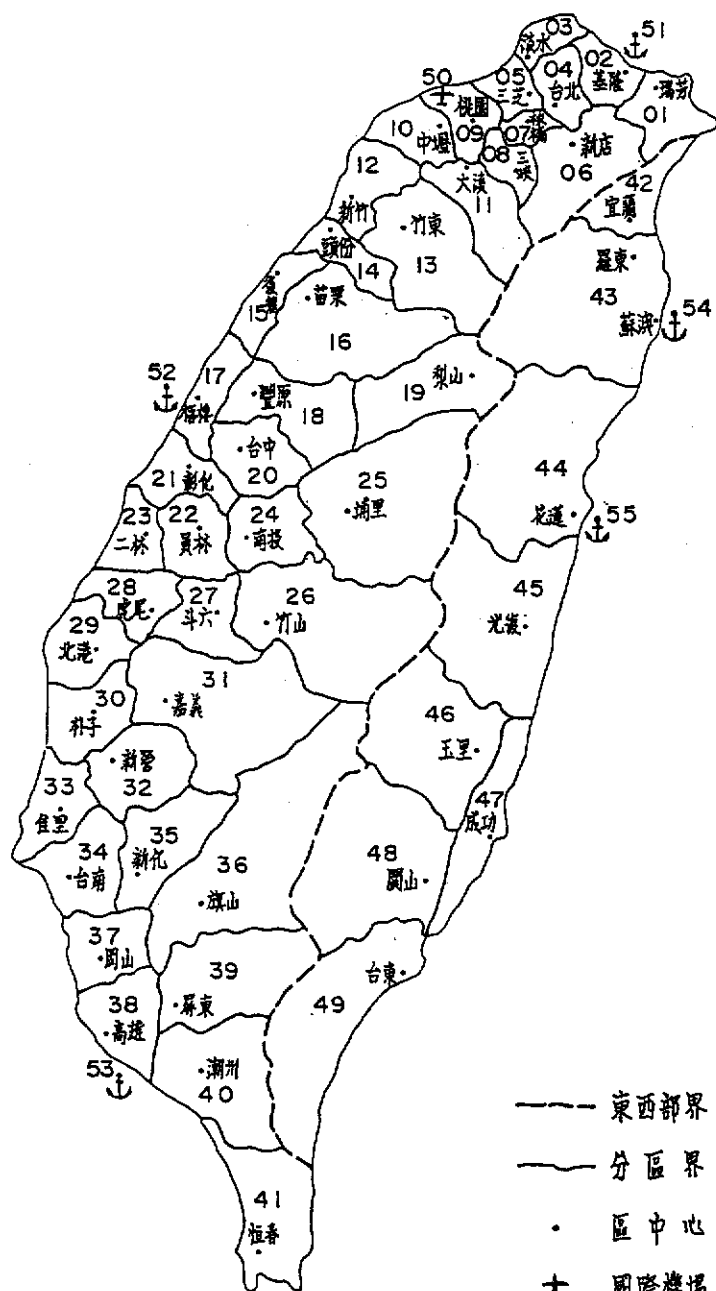 03
淡水
51
02
基隆
04
台北
05
三芝
50
桃園
09
瑞芳
01
10
中壢
07
板橋
08
三峽
新店
06
12
新竹
大溪
11
42
宜蘭
頭份
14
竹東
13
羅東
43
蘇澳
54
15
苗栗
16
52
17
梧棲
豐原
18
19
梨山
台中
20
21
彰化
25
埔里
44
花蓮
55
23
二林
22
員林
24
南投
28
虎尾
27
斗六
26
竹山
45
光復
29
北港
30
朴子
31
嘉義
46
玉里
新營
32
33
佳里
47
成功
34
台南
35
新化
36
旗山
48
關山
37
岡山
39
屏東
台東
49
38
高雄
53
潮州
40
41
恒春
東西部界
分區界
區中心
國際機場